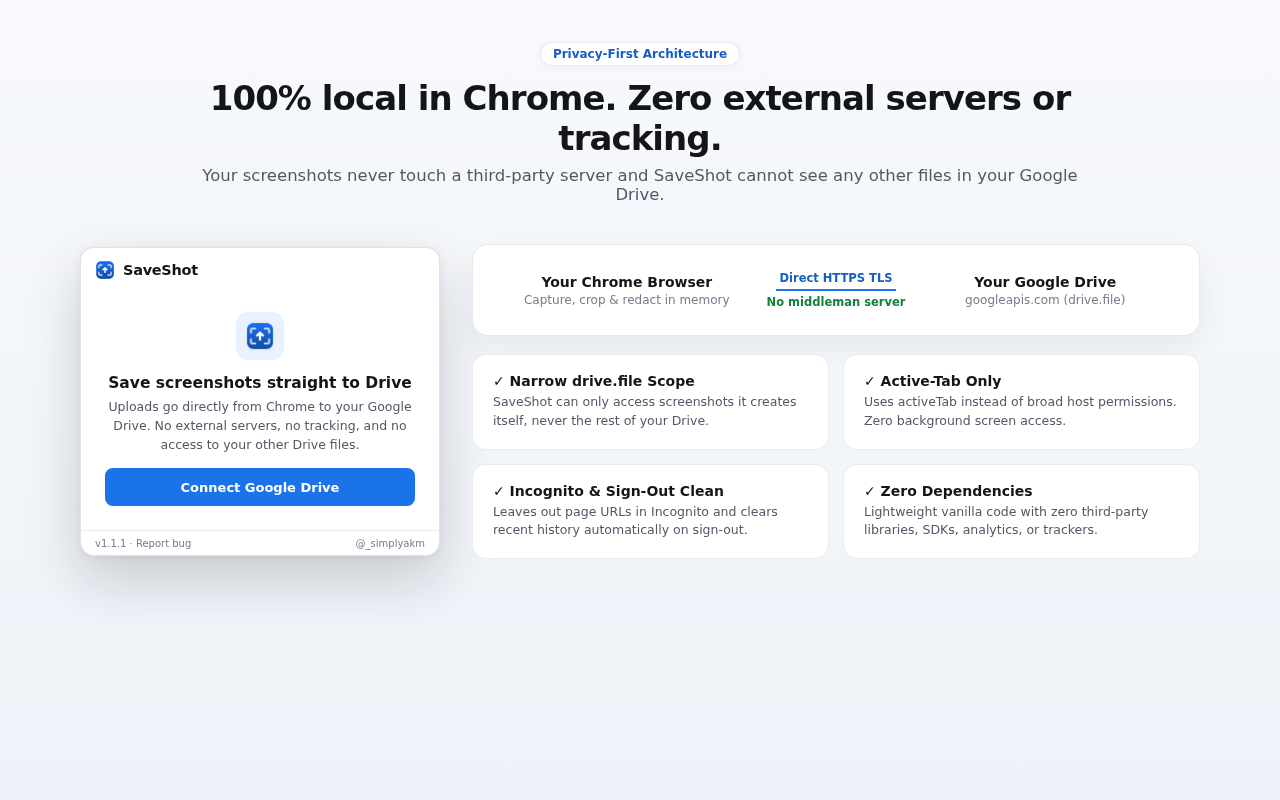 Privacy-First Architecture
100% local in Chrome. Zero external servers or
tracking.
Your screenshots never touch a third-party server and SaveShot cannot see any other files in your Google
Drive.
SaveShot
Save screenshots straight to Drive
Uploads go directly from Chrome to your Google
Drive. No external servers, no tracking, and no
access to your other Drive files.
Connect Google Drive
v1.1.1 · Report bug
@_simplyakm
Your Chrome Browser
Capture, crop & redact in memory
Direct HTTPS TLS
No middleman server
Your Google Drive
googleapis.com (drive.file)
✓ Narrow drive.file Scope
SaveShot can only access screenshots it creates
itself, never the rest of your Drive.
✓ Active-Tab Only
Uses activeTab instead of broad host permissions.
Zero background screen access.
✓ Incognito & Sign-Out Clean
Leaves out page URLs in Incognito and clears
recent history automatically on sign-out.
✓ Zero Dependencies
Lightweight vanilla code with zero third-party
libraries, SDKs, analytics, or trackers.